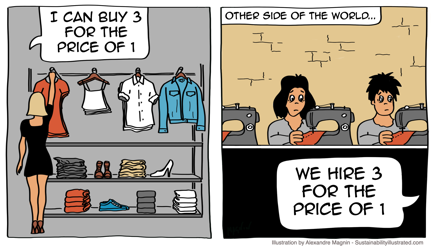 I CAN BUY 3
FOR THE
PRICE OF 1
OTHER SIDE OF THE WORLD...
WE HIRE 3
FOR THE
PRICE OF 1
Illustration by Alexandre Magnin - Sustainabilityillustrated.com